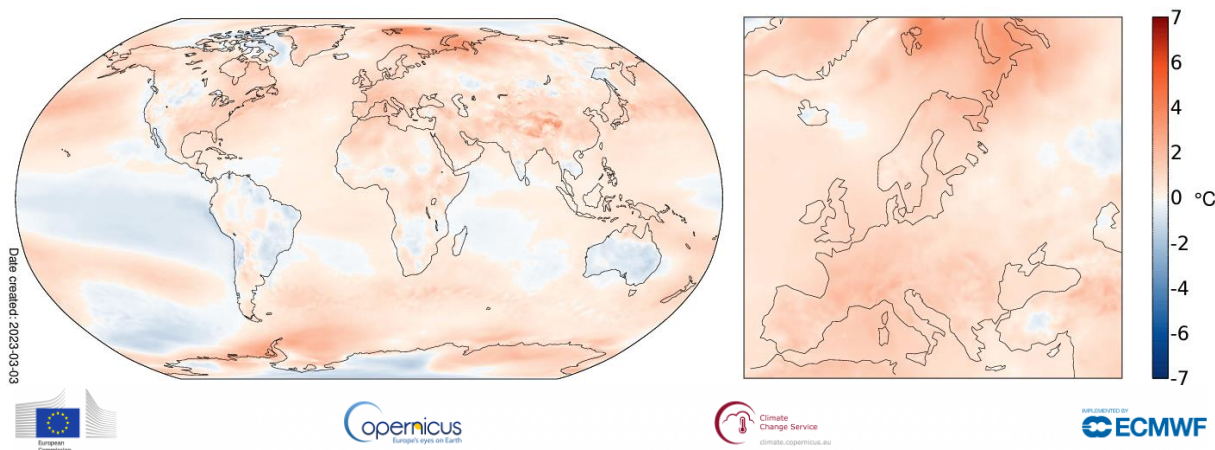 Date created: 2023-03-03
7
6
4
2
0 °C
-2
-4
-6
-7
European
Commission
opernicus
Europe's eyes on Earth
Climate
Change Service
climate.copernicus.eu
IMPLEMENTED BY
ECMWF